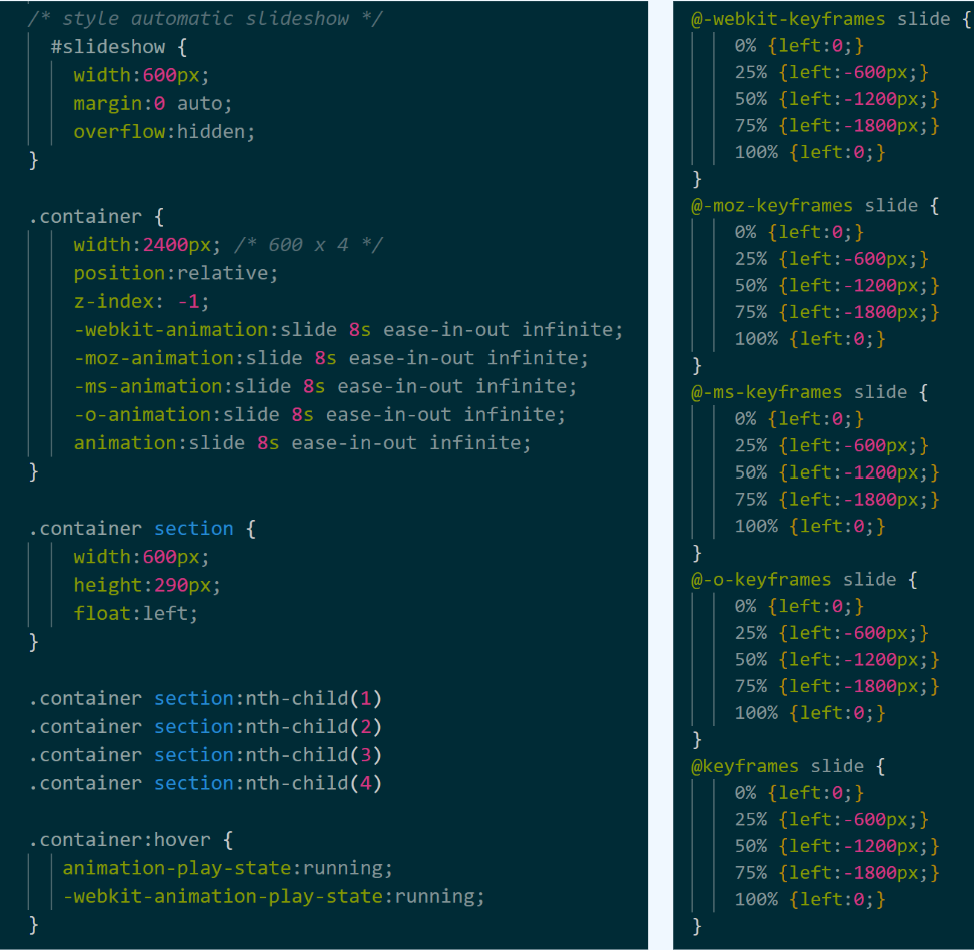 /* style automatic slideshow */
#slideshow {
width:600px;
margin:0 auto;
overflow:hidden;
}
.container {
width:2400px; /* 600 x 4 */
position:relative;
z-index: -1;
-webkit-animation:slide 8s ease-in-out infinite;
-moz-animation:slide 8s ease-in-out infinite;
-ms-animation:slide 8s ease-in-out infinite;
-o-animation:slide 8s ease-in-out infinite;
animation:slide 8s ease-in-out infinite;
}
.container section {
width:600px;
height:290px;
float:left;
}
.container section:nth-child(1)
.container section:nth-child(2)
.container section:nth-child(3)
.container section:nth-child(4)
.container:hover {
animation-play-state:running;
-webkit-animation-play-state:running;
}
@-webkit-keyframes slide {
0% {left:0;}
25% {left:-600px;}
50% {left:-1200px;}
75% {left:-1800px;}
100% {left:0;}
}
@-moz-keyframes slide {
0% {left:0;}
25% {left:-600px;}
50% {left:-1200px;}
75% {left:-1800px;}
100% {left:0;}
}
@-ms-keyframes slide {
0% {left:0;}
25% {left:-600px;}
50% {left:-1200px;}
75% {left:-1800px;}
100% {left:0;}
}
@-o-keyframes slide {
0% {left:0;}
25% {left:-600px;}
50% {left:-1200px;}
75% {left:-1800px;}
100% {left:0;}
}
@keyframes slide {
0% {left:0;}
25% {left:-600px;}
50% {left:-1200px;}
75% {left:-1800px;}
100% {left:0;}
}